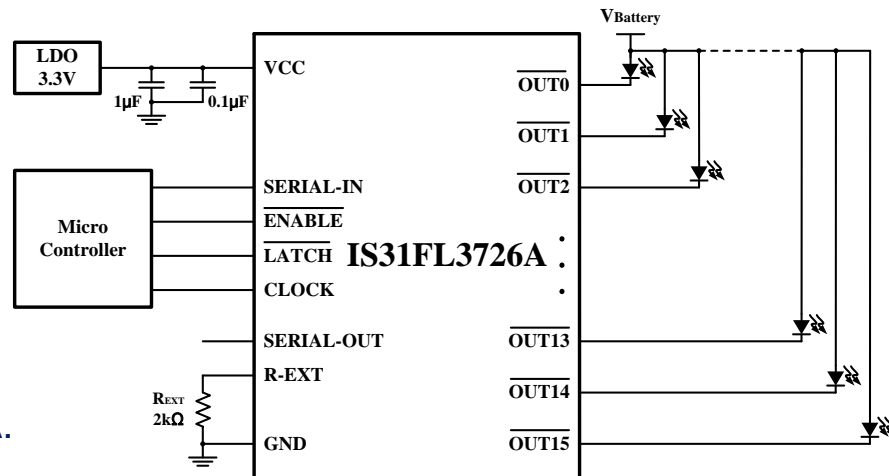 VBattery
LDO
3.3V
VCC
1µF
0.1µF
OUT0
OUT1
OUT2
SERIAL-IN
ENABLE
LATCH
CLOCK
Micro
Controller
IS31FL3726A
SERIAL-OUT
R-EXT
REXT
2kΩ
GND
OUT13
OUT14
OUT15